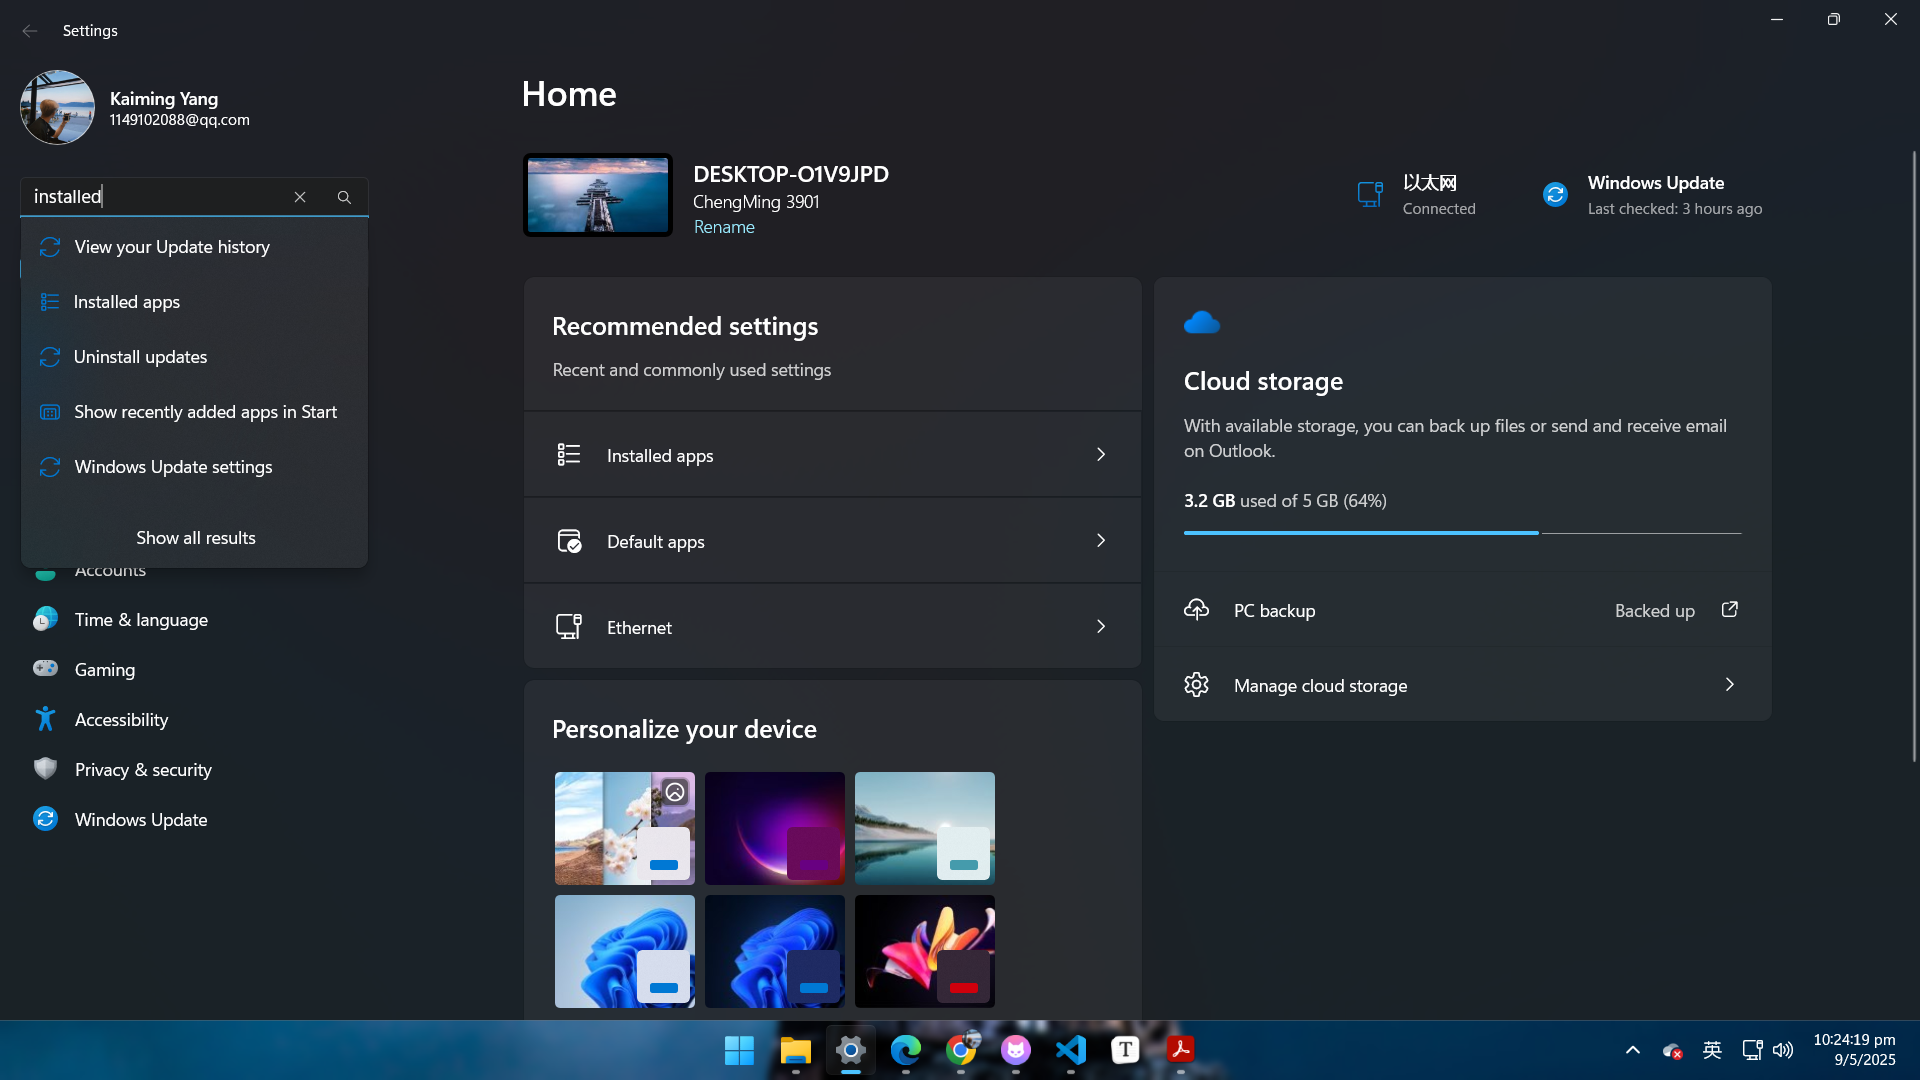 Settings
Kaiming Yang
1149102088@qq.com
installed
View your Update history
Installed apps
Uninstall updates
Show recently added apps in Start
Windows Update settings
Show all results
Accounts
Time & language
Gaming
Accessibility
Privacy & security
Windows Update
Home
DESKTOP-O1V9JPD
ChengMing 3901
Rename
以太网
Connected
Windows Update
Last checked: 3 hours ago
Recommended settings
Recent and commonly used settings
Installed apps
Default apps
Ethernet
Personalize your device
Cloud storage
With available storage, you can back up files or send and receive email
on Outlook.
3.2 GB used of 5 GB (64%)
PC backup
Backed up
Manage cloud storage
T
英
10:24:19 pm
9/5/2025